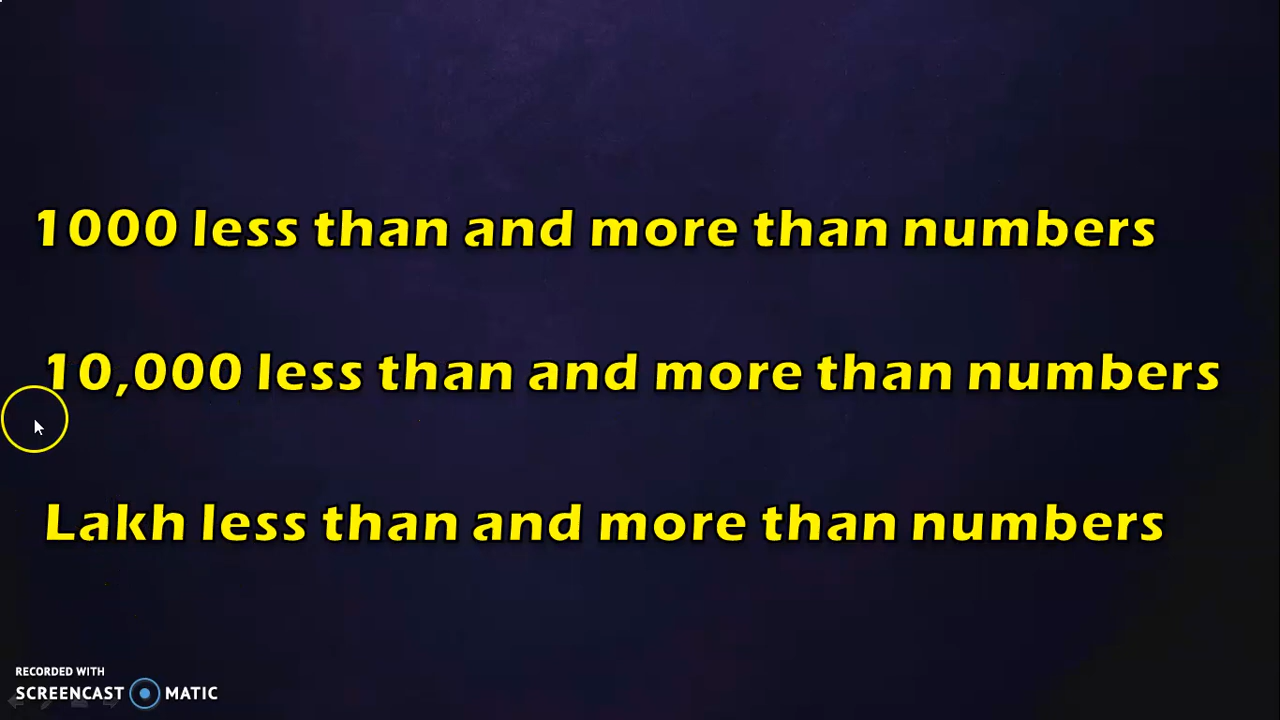 1000 less than and more than numbers
10,000 less than and more than numbers
Lakh less than and more than numbers
RECORDED WITH
SCREENCAST MATIC